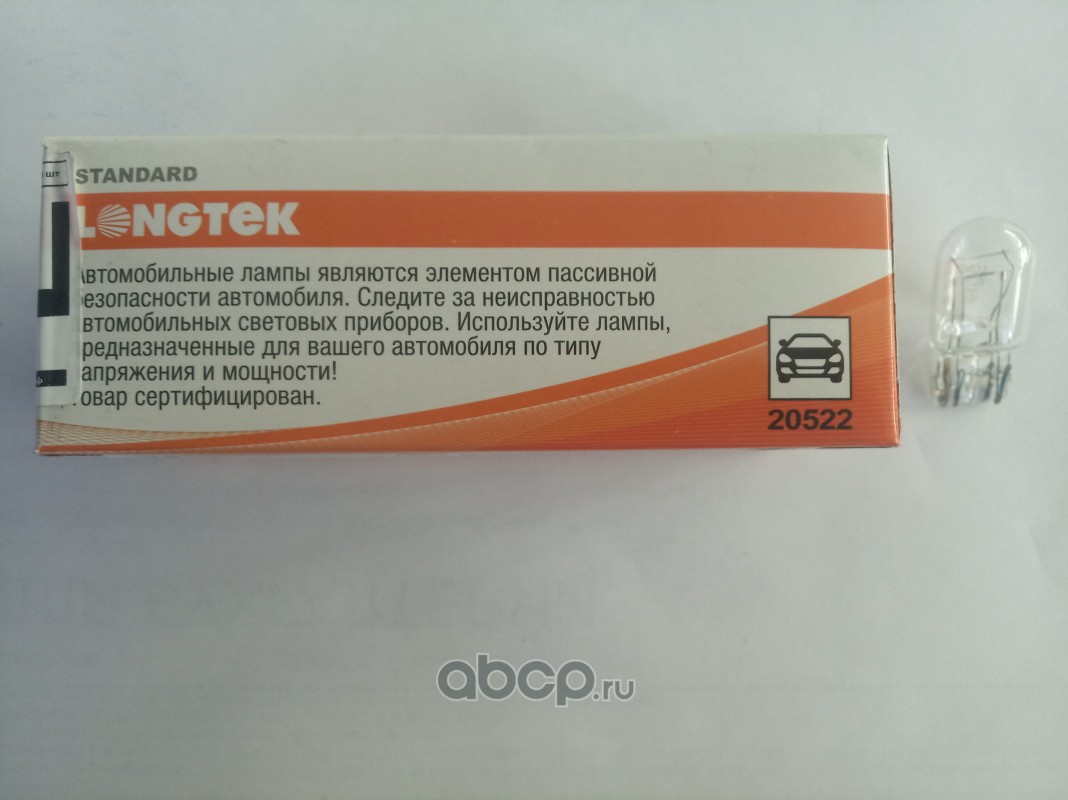 шт
STANDARD
LONGTEK
Автомобильные лампы являются элементом пассивной
безопасности автомобиля. Следите за неисправностью
автомобильных световых приборов. Используйте лампы,
предназначенные для вашего автомобиля по типу
напряжения и мощности!
Товар сертифицирован.
20522
abcp.ru